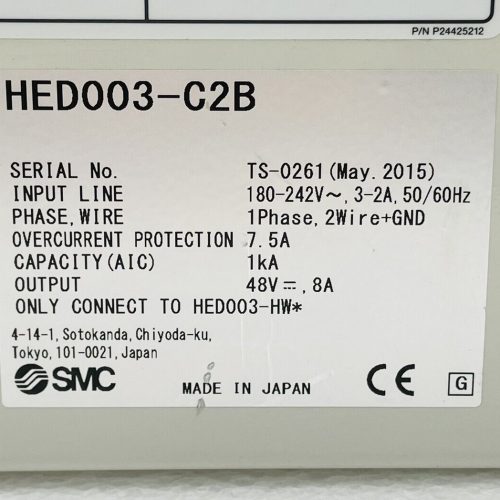 P/N P24425212
HED003-C2B
SERIAL No. TS-0261(May.2015)
INPUT LINE 180-242V~,3-2A,50/60Hz
PHASE,WIRE 1Phase,2Wire+GND
OVERCURRENT PROTECTION 7.5A
CAPACITY(AIC) 1kA
OUTPUT 48V⎓,8A
ONLY CONNECT TO HED003-HW*
4-14-1,Sotokanda,Chiyoda-ku,
Tokyo,101-0021,Japan
SMC MADE IN JAPAN CE G